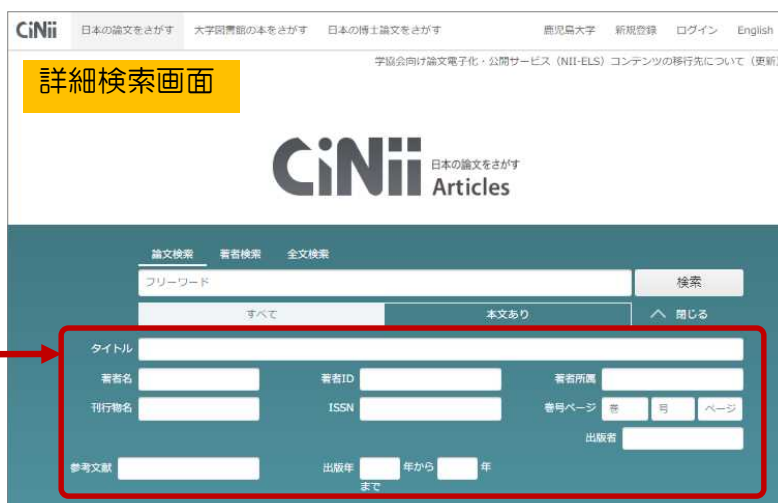 CiNii 日本の論文をさがす 大学図書館の本をさがす 日本の博士論文をさがす 鹿児島大学 新規登録 ログイン English
学協会向け論文電子化・公開サービス（NII-ELS）コンテンツの移行先について（更新
詳細検索画面
CiNii 日本の論文をさがす
Articles
論文検索 著者検索 全文検索
フリーワード 検索
すべて 本文あり 閉じる
タイトル
著者名 著者ID 著者所属
刊行物名 ISSN 巻号ページ 巻 号 ページ
出版者
参考文献 出版年 年から 年
まで